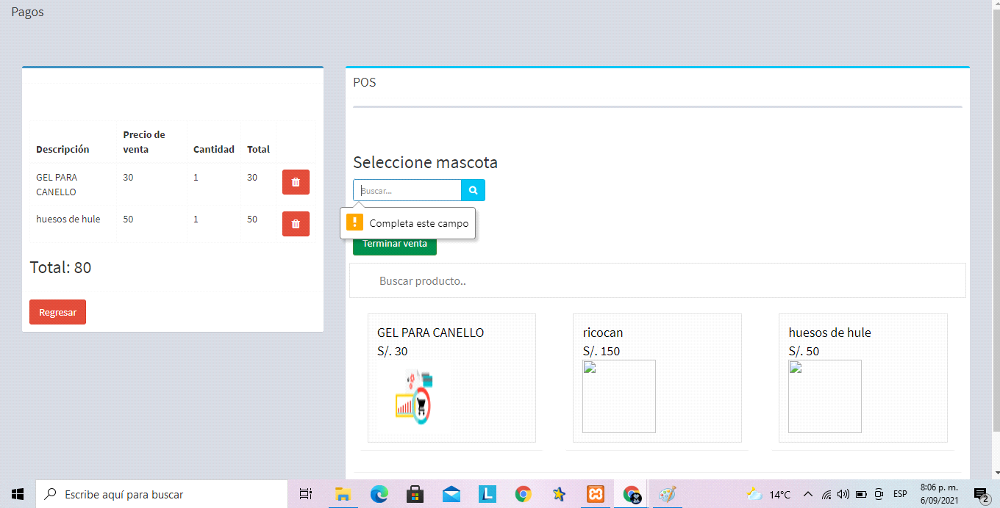 Pagos
Descripción
Precio de
venta
Cantidad
Total
GEL PARA
CANELLO
30
1
30
huesos de hule
50
1
50
Total: 80
Regresar
POS
Seleccione mascota
Buscar...
Completa este campo
Terminar venta
Buscar producto..
GEL PARA CANELLO
S/. 30
ricocan
S/. 150
huesos de hule
S/. 50
Escribe aquí para buscar
L
14°C
ESP
8:06 p. m.
6/09/2021
2